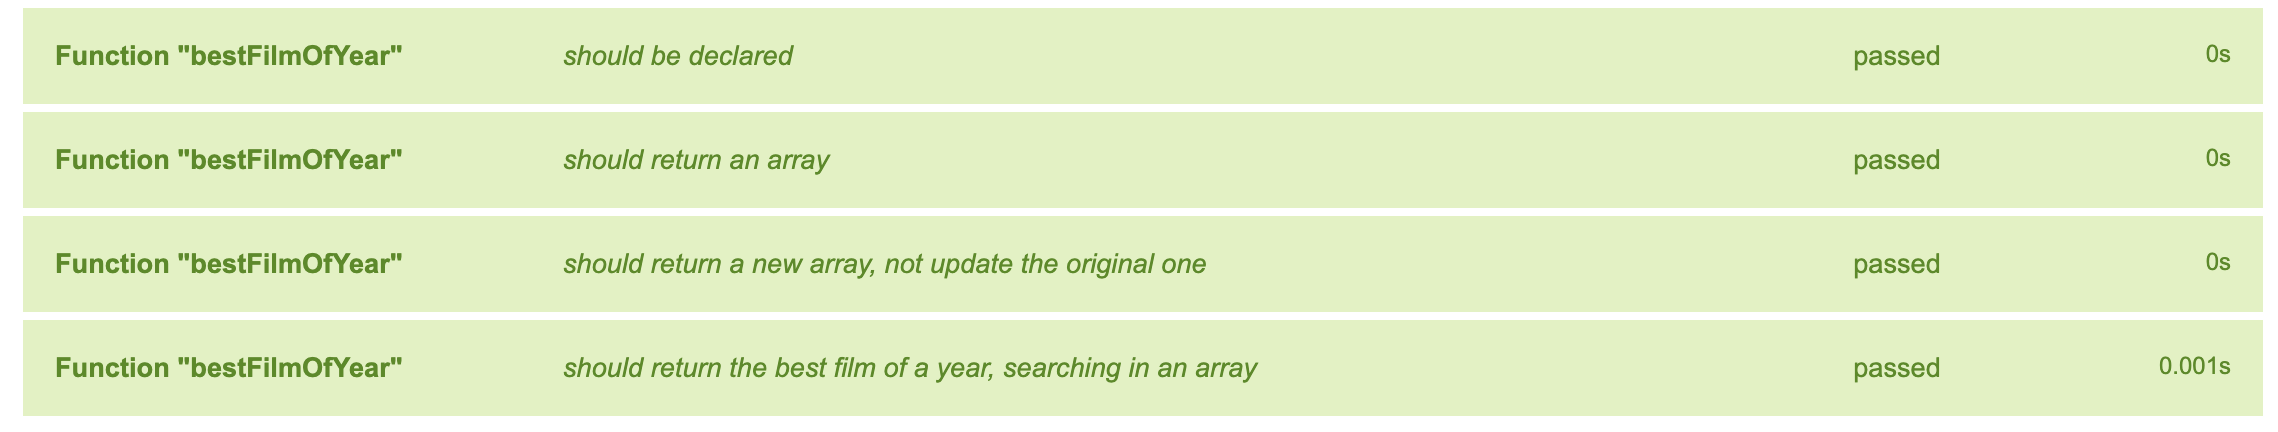 Function "bestFilmOfYear" should be declared passed 0s
Function "bestFilmOfYear" should return an array passed 0s
Function "bestFilmOfYear" should return a new array, not update the original one passed 0s
Function "bestFilmOfYear" should return the best film of a year, searching in an array passed 0.001s